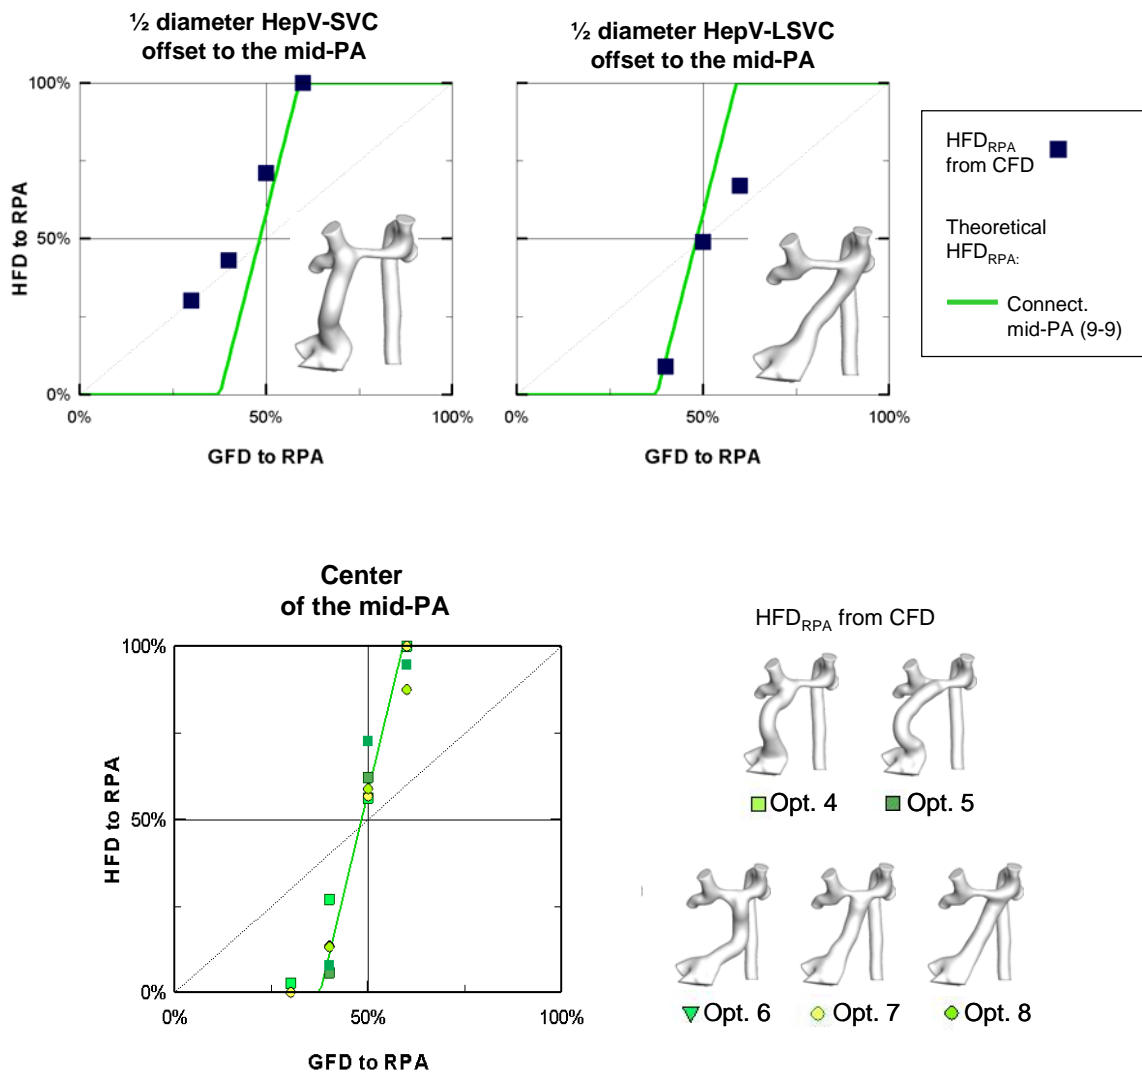 ½ diameter HepV-SVC
offset to the mid-PA
½ diameter HepV-LSVC
offset to the mid-PA
100%
50%
0%
HFD to RPA
0%
50%
100%
GFD to RPA
0%
50%
100%
GFD to RPA
HFD_RPA
from CFD
Theoretical
HFD_RPA:
Connect.
mid-PA (9-9)
Center
of the mid-PA
100%
50%
0%
HFD to RPA
0%
50%
100%
GFD to RPA
HFD_RPA from CFD
Opt. 4
Opt. 5
Opt. 6
Opt. 7
Opt. 8